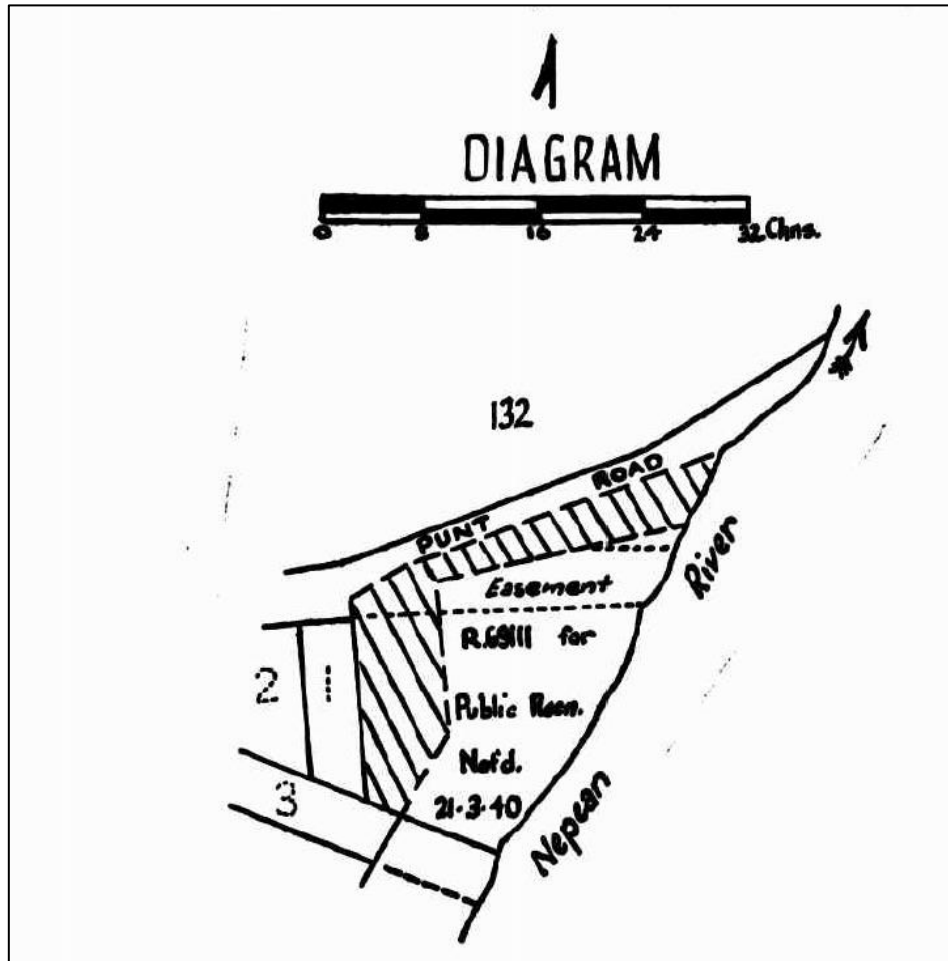 DIAGRAM
0 8 16 24 32 Chns.
132
PUNT ROAD
Easement
R.69111 for
Public Recn.
Notfd.
21·3·40
2
1
3
Nepean River